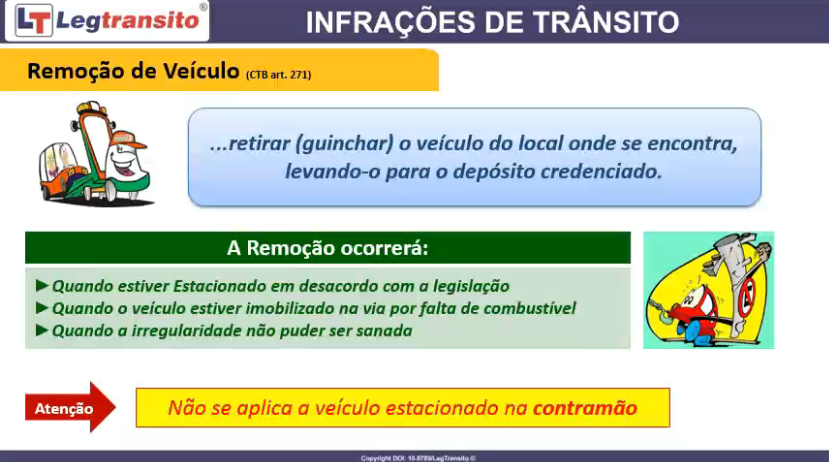 LT Legtransito®
INFRAÇÕES DE TRÂNSITO
Remoção de Veículo (CTB art. 271)
...retirar (guinchar) o veículo do local onde se encontra,
levando-o para o depósito credenciado.
A Remoção ocorrerá:
►Quando estiver Estacionado em desacordo com a legislação
►Quando o veículo estiver imobilizado na via por falta de combustível
►Quando a irregularidade não puder ser sanada
Atenção
Não se aplica a veículo estacionado na contramão
Copyright DOI: